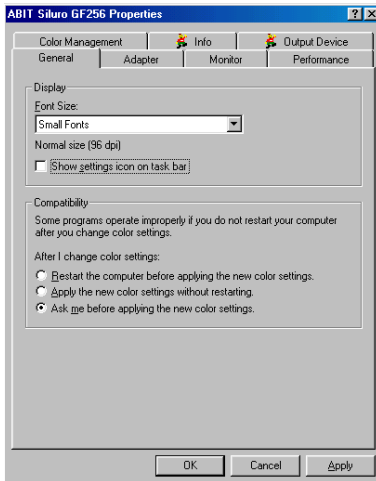 ABIT Siluro GF256 Properties
Color Management
Info
Output Device
General
Adapter
Monitor
Performance
Display
Font Size:
Small Fonts
Normal size (96 dpi)
Show settings icon on task bar
Compatibility
Some programs operate improperly if you do not restart your computer
after you change color settings.
After I change color settings:
Restart the computer before applying the new color settings.
Apply the new color settings without restarting.
Ask me before applying the new color settings.
OK
Cancel
Apply